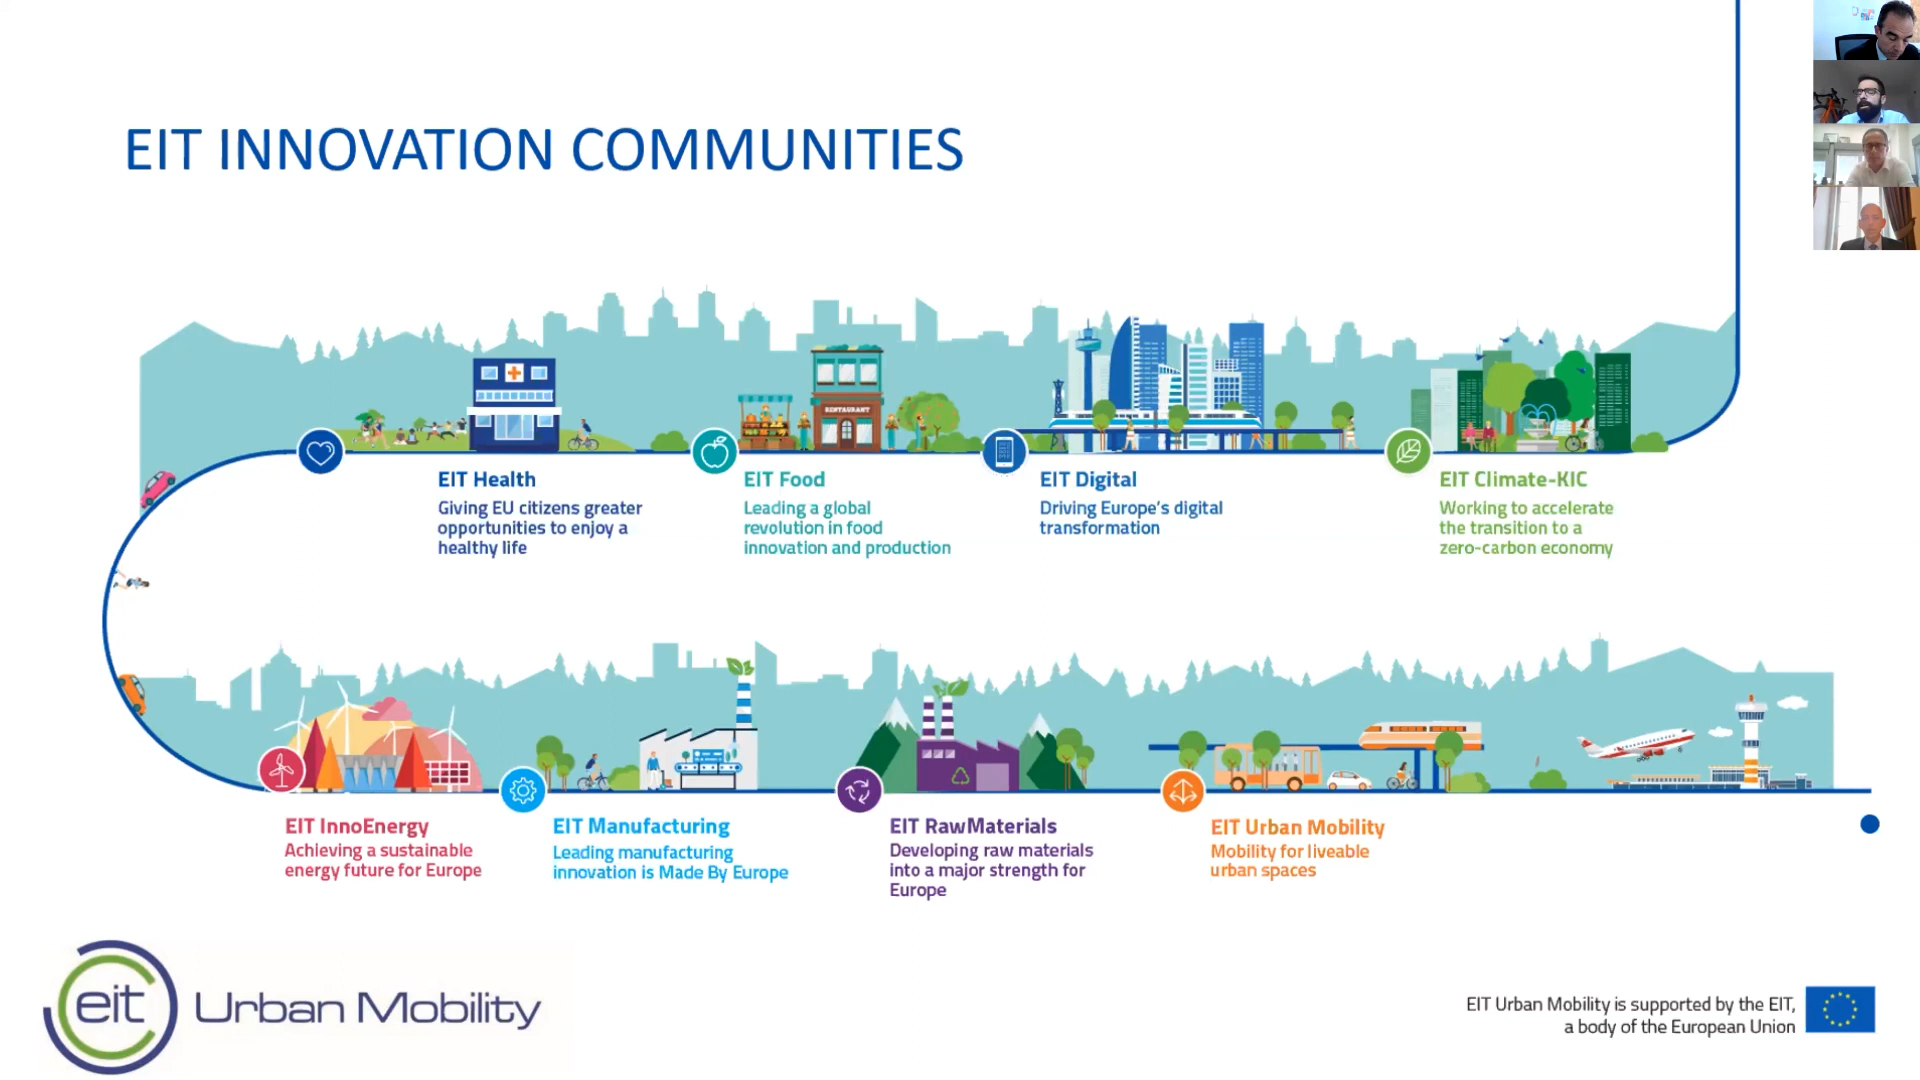 EIT INNOVATION COMMUNITIES
RESTAURANT
EIT Health
Giving EU citizens greater
opportunities to enjoy a
healthy life
EIT Food
Leading a global
revolution in food
innovation and production
EIT Digital
Driving Europe's digital
transformation
EIT Climate-KIC
Working to accelerate
the transition to a
zero-carbon economy
EIT InnoEnergy
Achieving a sustainable
energy future for Europe
EIT Manufacturing
Leading manufacturing
innovation is Made By Europe
EIT RawMaterials
Developing raw materials
into a major strength for
Europe
EIT Urban Mobility
Mobility for liveable
urban spaces
eit Urban Mobility
EIT Urban Mobility is supported by the EIT,
a body of the European Union